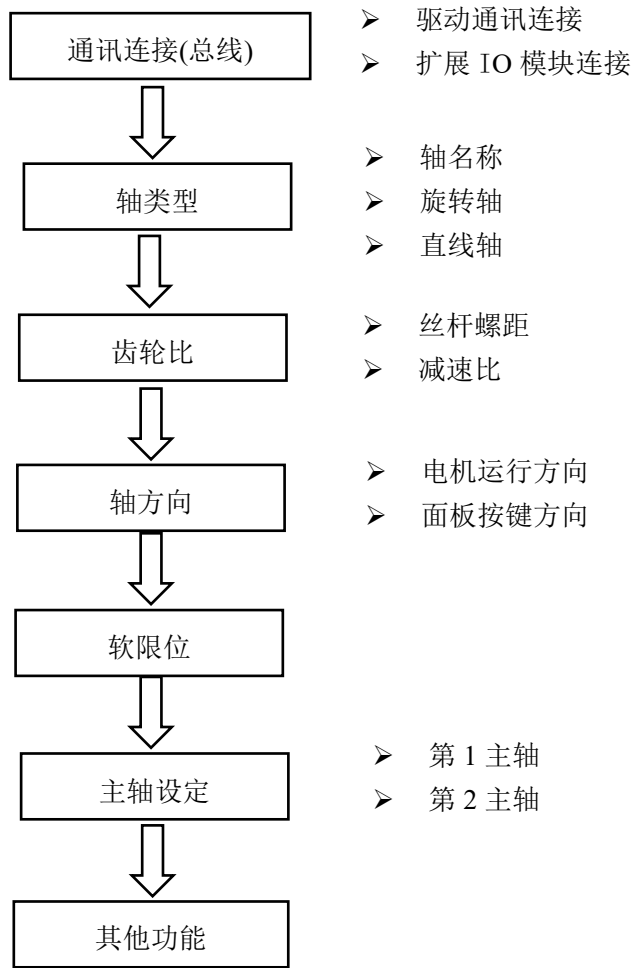 通讯连接(总线)
➢ 驱动通讯连接
➢ 扩展 IO 模块连接
轴类型
➢ 轴名称
➢ 旋转轴
➢ 直线轴
齿轮比
➢ 丝杆螺距
➢ 减速比
轴方向
➢ 电机运行方向
➢ 面板按键方向
软限位
主轴设定
➢ 第 1 主轴
➢ 第 2 主轴
其他功能